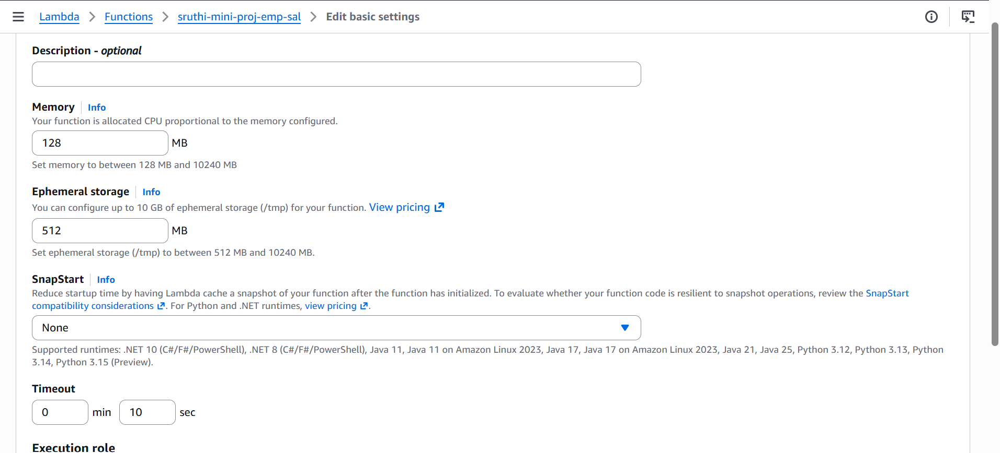 Lambda > Functions > sruthi-mini-proj-emp-sal > Edit basic settings
Description - optional
Memory Info
Your function is allocated CPU proportional to the memory configured.
128 MB
Set memory to between 128 MB and 10240 MB
Ephemeral storage Info
You can configure up to 10 GB of ephemeral storage (/tmp) for your function. View pricing
512 MB
Set ephemeral storage (/tmp) to between 512 MB and 10240 MB.
SnapStart Info
Reduce startup time by having Lambda cache a snapshot of your function after the function has initialized. To evaluate whether your function code is resilient to snapshot operations, review the SnapStart
compatibility considerations. For Python and .NET runtimes, view pricing.
None
Supported runtimes: .NET 10 (C#/F#/PowerShell), .NET 8 (C#/F#/PowerShell), Java 11, Java 11 on Amazon Linux 2023, Java 17, Java 17 on Amazon Linux 2023, Java 21, Java 25, Python 3.12, Python 3.13, Python
3.14, Python 3.15 (Preview).
Timeout
0 min 10 sec
Execution role